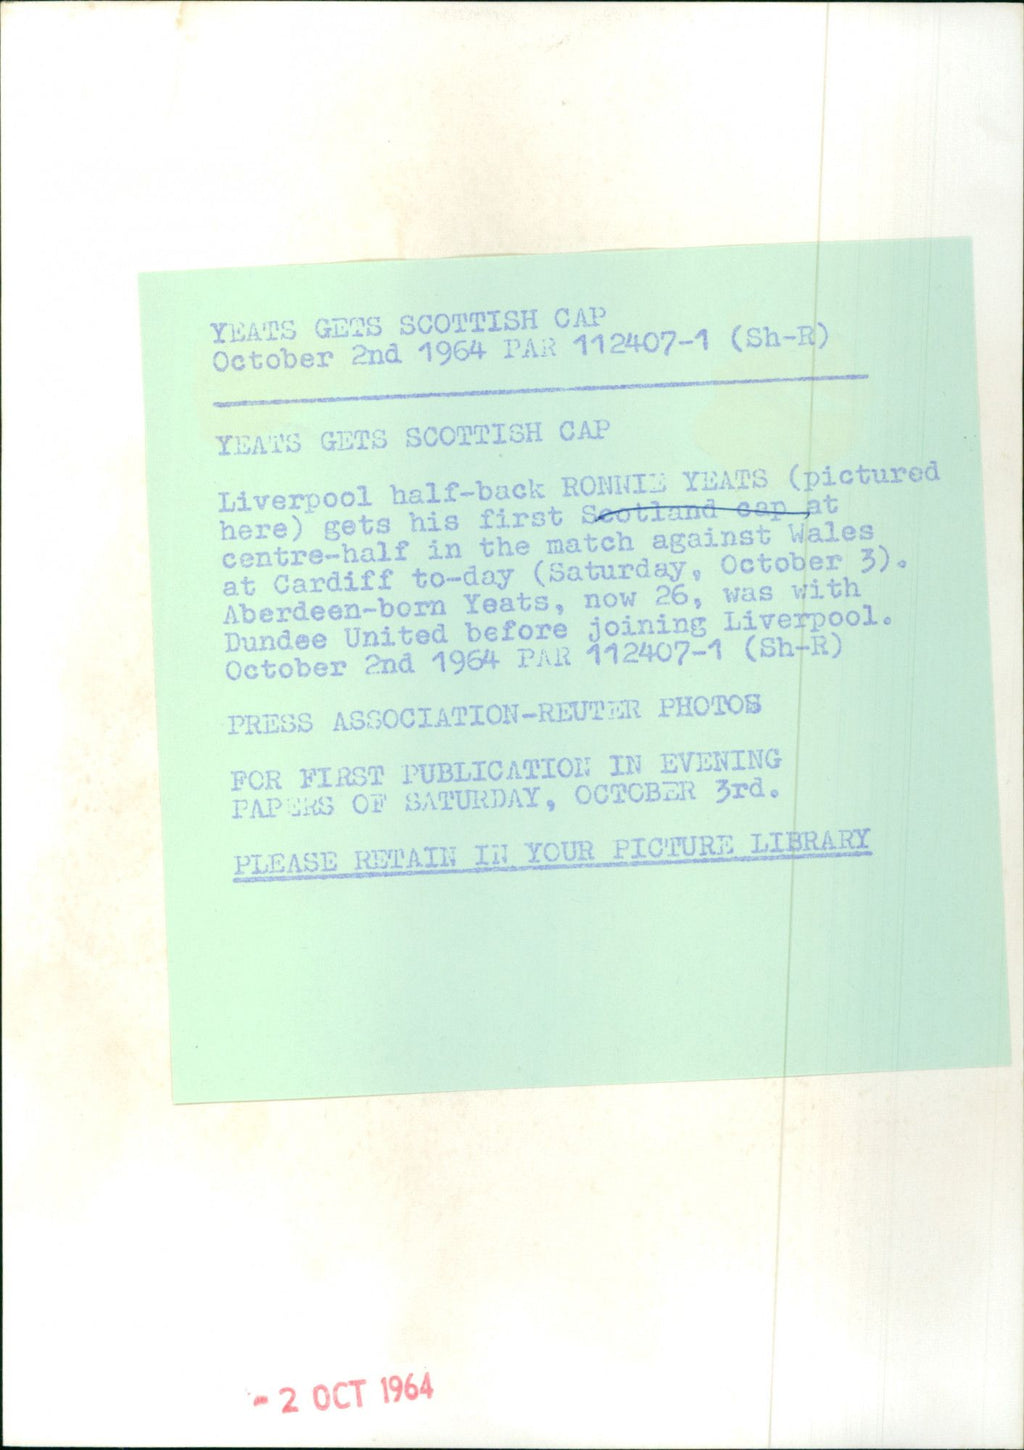 YEATS GETS SCOTTISH CAP
October 2nd 1964 PAR 112407-1 (Sh-R)
YEATS GETS SCOTTISH CAP
Liverpool half-back RONNIE YEATS (pictured
here) gets his first Scotland cap at
centre-half in the match against Wales
at Cardiff to-day (Saturday, October 3).
Aberdeen-born Yeats, now 26, was with
Dundee United before joining Liverpool.
October 2nd 1964 PAR 112407-1 (Sh-R)
PRESS ASSOCIATION-REUTER PHOTOS
FOR FIRST PUBLICATION IN EVENING
PAPERS OF SATURDAY, OCTOBER 3rd.
PLEASE RETAIN IN YOUR PICTURE LIBRARY
- 2 OCT 1964